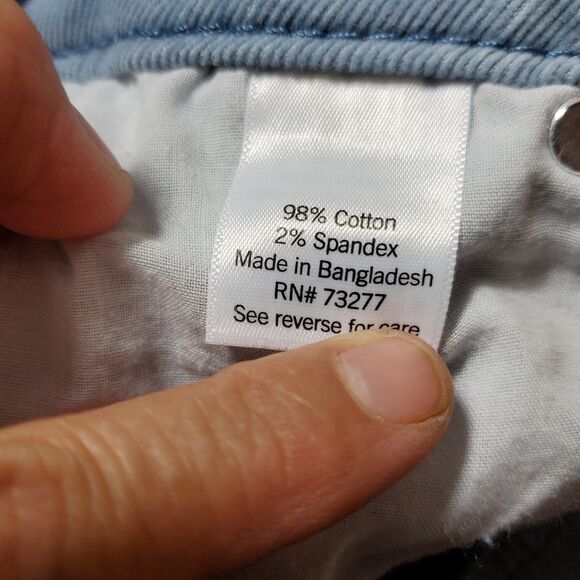 98% Cotton
2% Spandex
Made in Bangladesh
RN# 73277
See reverse for care